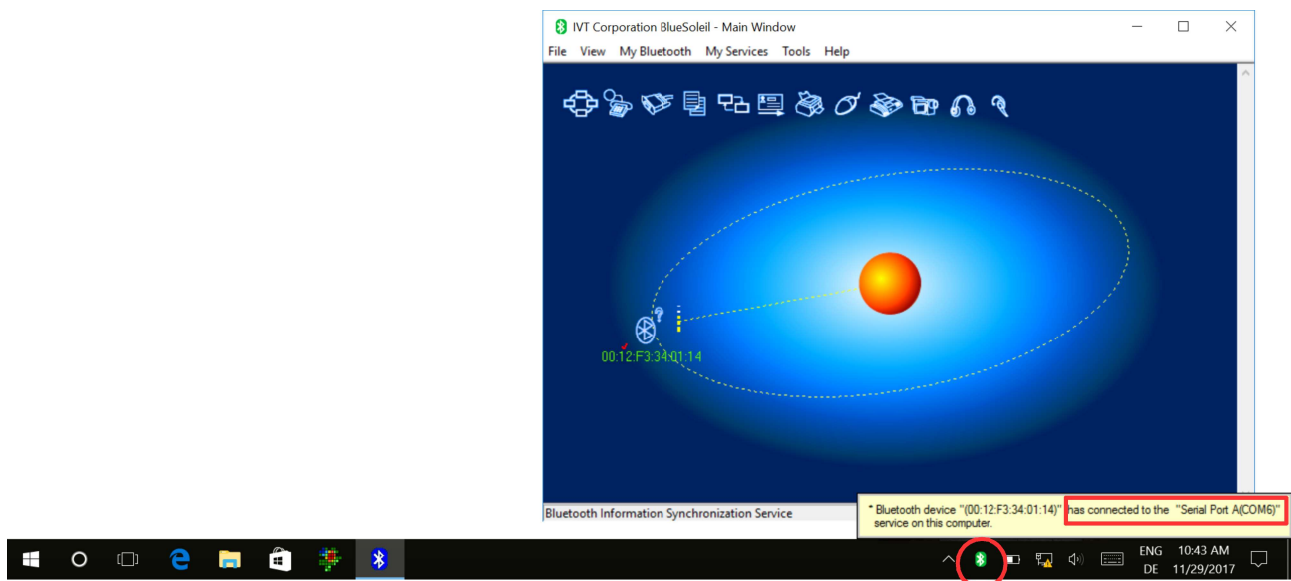 IVT Corporation BlueSoleil - Main Window
File View My Bluetooth My Services Tools Help
00:12:F3:34:01:14
Bluetooth Information Synchronization Service
* Bluetooth device "(00:12:F3:34:01:14)" has connected to the "Serial Port A(COM6)"
service on this computer.
ENG 10:43 AM
DE 11/29/2017